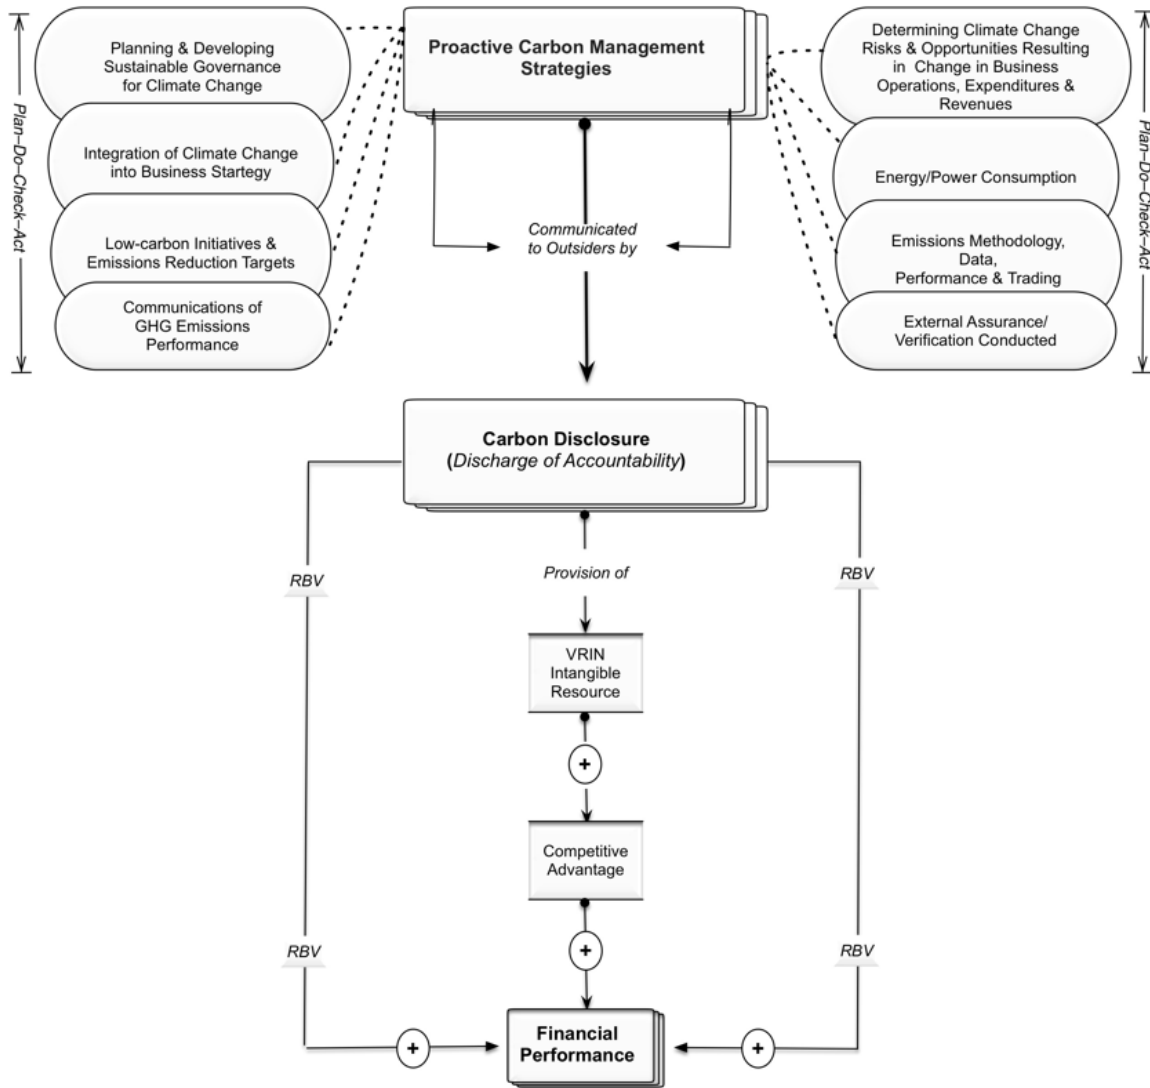 Plan–Do–Check–Act
Planning & Developing
Sustainable Governance
for Climate Change
Integration of Climate Change
into Business Startegy
Low-carbon Initiatives &
Emissions Reduction Targets
Communications of
GHG Emissions
Performance
Proactive Carbon Management
Strategies
Communicated
to Outsiders by
Determining Climate Change
Risks & Opportunities Resulting
in Change in Business
Operations, Expenditures &
Revenues
Energy/Power Consumption
Emissions Methodology,
Data,
Performance & Trading
External Assurance/
Verification Conducted
Plan–Do–Check–Act
Carbon Disclosure
(Discharge of Accountability)
RBV
Provision of
RBV
VRIN
Intangible
Resource
+
Competitive
Advantage
RBV
+
RBV
+
Financial
Performance
+